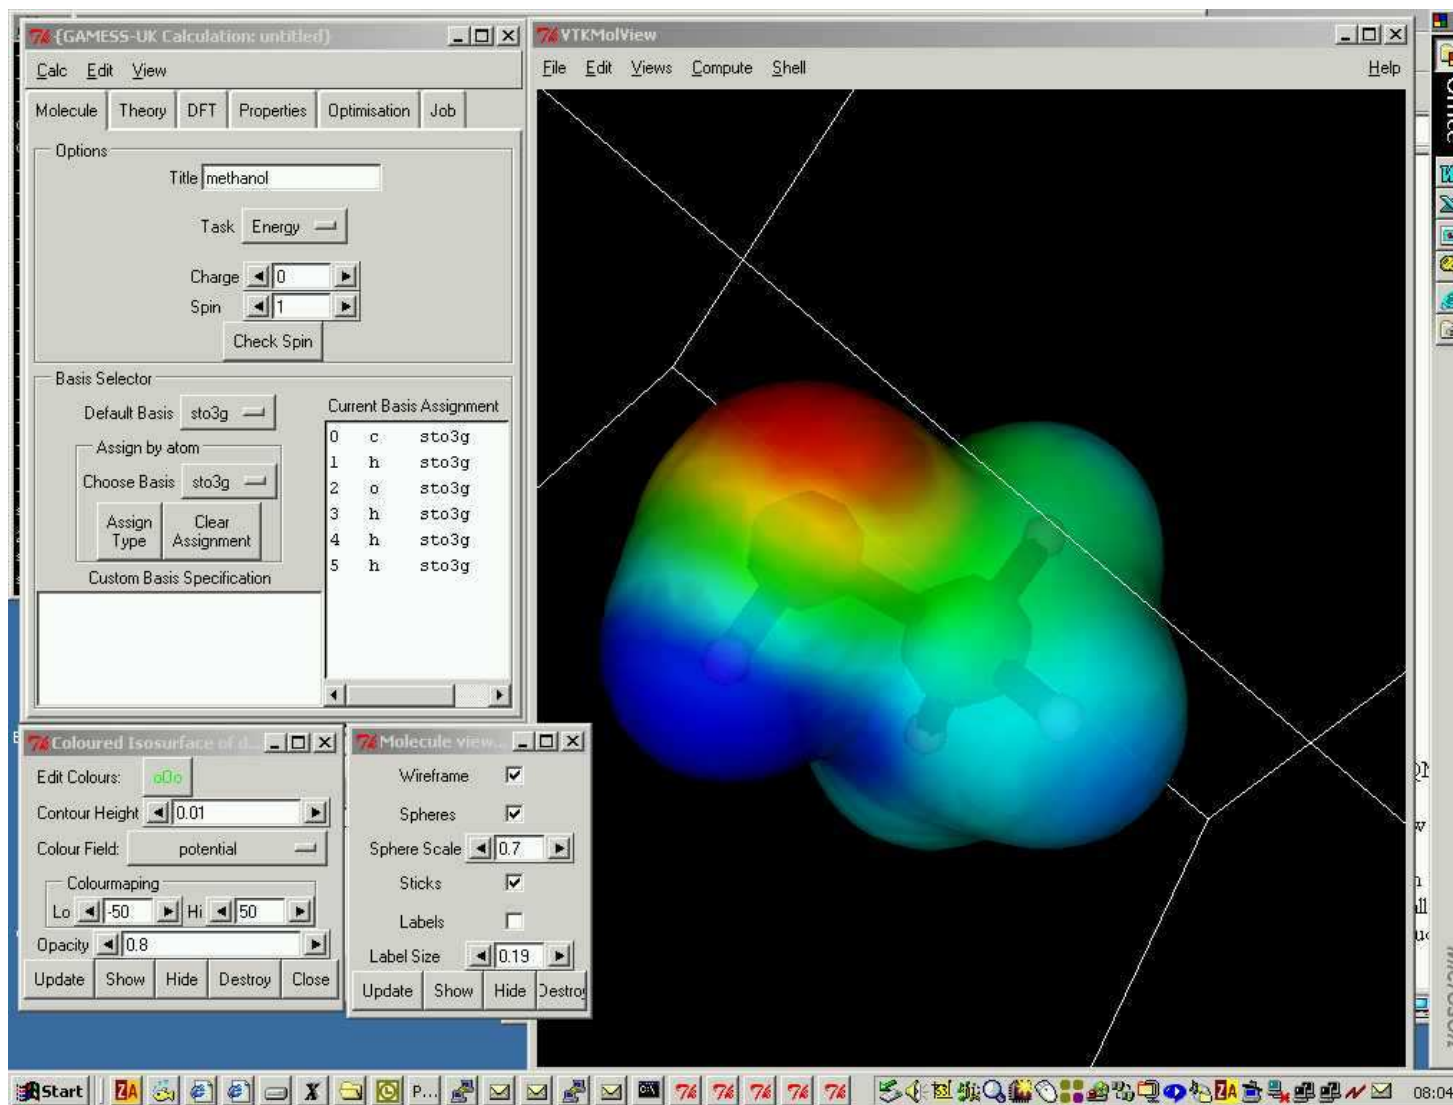 {GAMESS-UK Calculation: untitled}
Calc Edit View
Molecule Theory DFT Properties Optimisation Job
Options
Title methanol
Task Energy
Charge 0
Spin 1
Check Spin
Basis Selector
Default Basis sto3g
Assign by atom
Choose Basis sto3g
Assign Type
Clear Assignment
Custom Basis Specification
Current Basis Assignment
0 c sto3g
1 h sto3g
2 o sto3g
3 h sto3g
4 h sto3g
5 h sto3g
VTKMolView
File Edit Views Compute Shell Help
Coloured Isosurface of d...
Edit Colours: oOo
Contour Height 0.01
Colour Field: potential
Colourmaping
Lo -50 Hi 50
Opacity 0.8
Update Show Hide Destroy Close
Molecule view...
Wireframe
Spheres
Sphere Scale 0.7
Sticks
Labels
Label Size 0.19
Update Show Hide Destroy
Office
Microsoft
Start ZA P... ZA 08:04